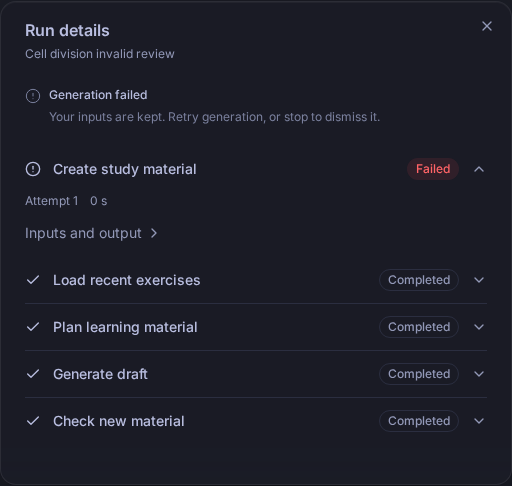 Run details
Cell division invalid review
Generation failed
Your inputs are kept. Retry generation, or stop to dismiss it.
Create study material
Failed
Attempt 1 0 s
Inputs and output
Load recent exercises
Completed
Plan learning material
Completed
Generate draft
Completed
Check new material
Completed